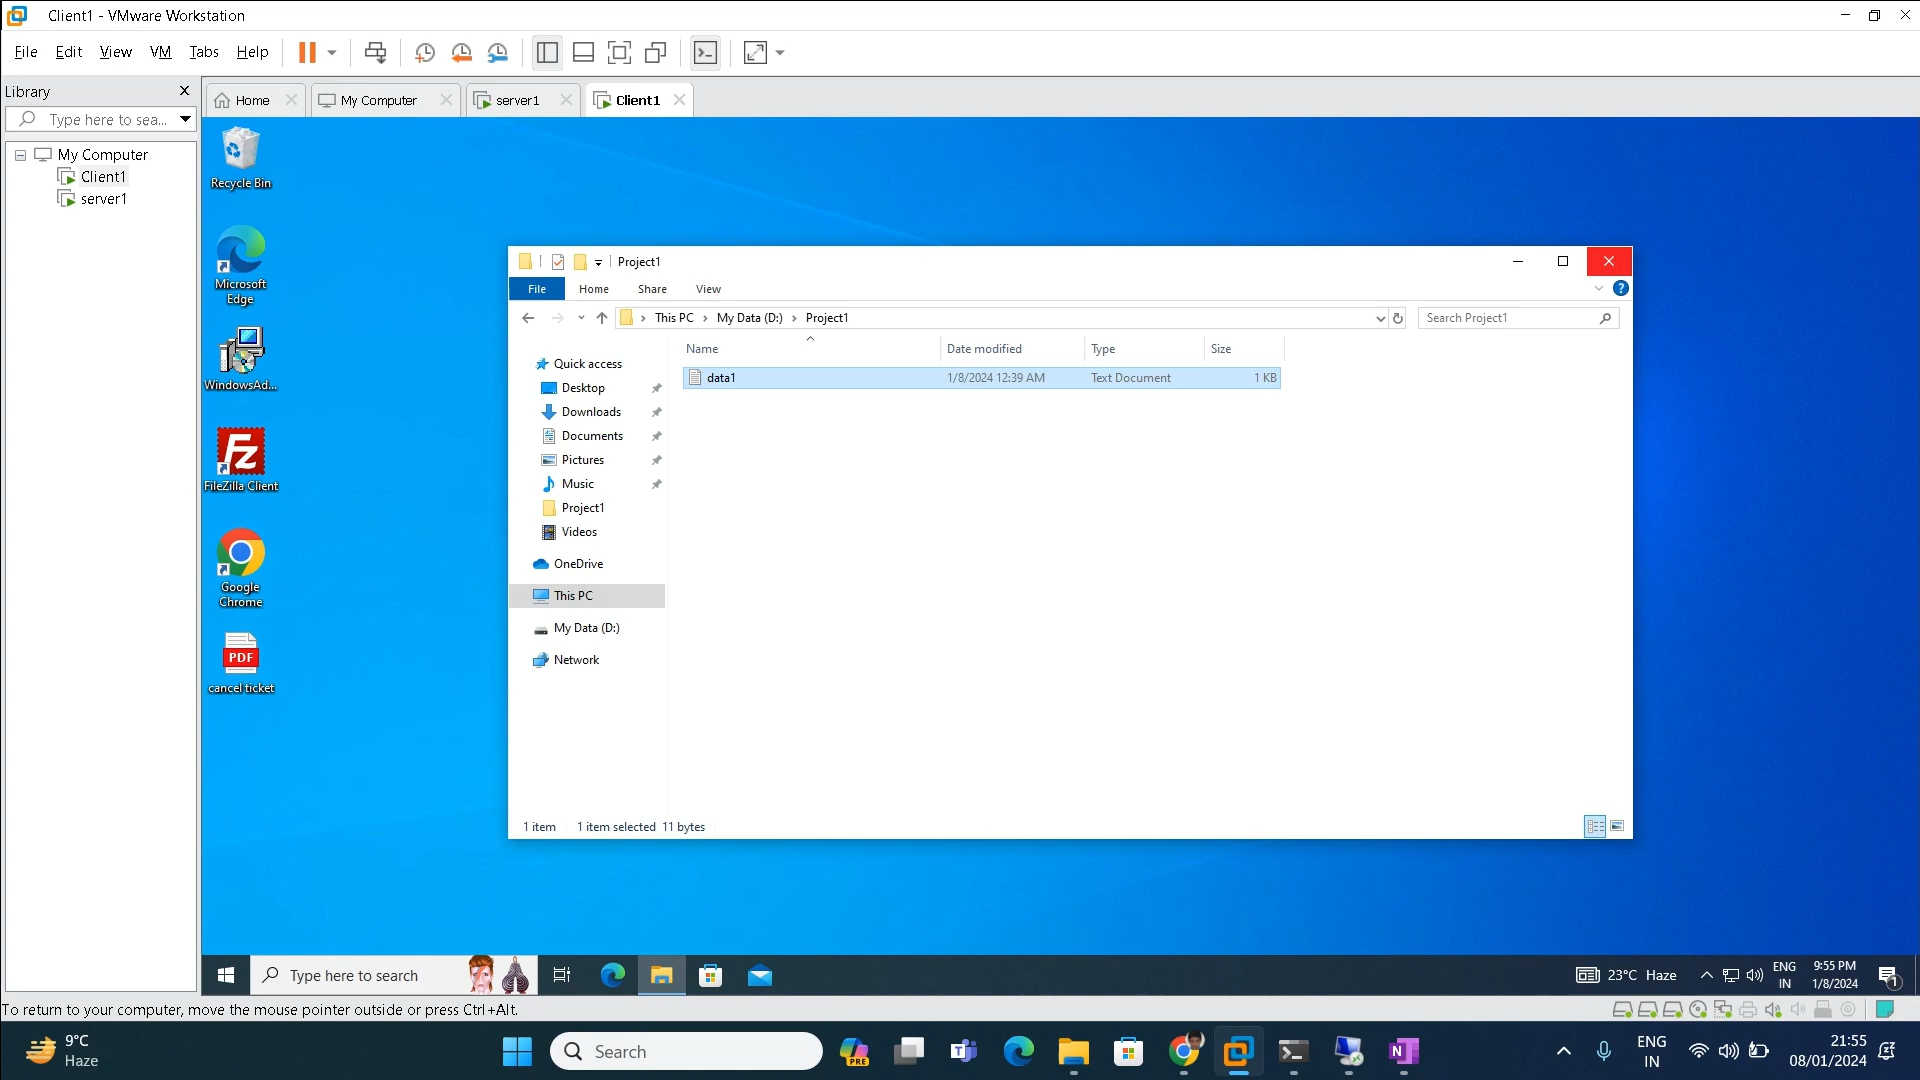 Client1 - VMware Workstation
File Edit View VM Tabs Help
Library
Type here to sea...
My Computer
Client1
server1
Home
My Computer
server1
Client1
Recycle Bin
Microsoft
Edge
WindowsAd...
FileZilla Client
Google
Chrome
PDF
cancel ticket
Project1
File Home Share View
This PC > My Data (D:) > Project1
Search Project1
Name Date modified Type Size
data1 1/8/2024 12:39 AM Text Document 1 KB
Quick access
Desktop
Downloads
Documents
Pictures
Music
Project1
Videos
OneDrive
This PC
My Data (D:)
Network
1 item 1 item selected 11 bytes
Type here to search
23°C Haze
ENG
IN
9:55 PM
1/8/2024
1
To return to your computer, move the mouse pointer outside or press Ctrl+Alt.
9°C
Haze
Search
PRE
ENG
IN
21:55
08/01/2024